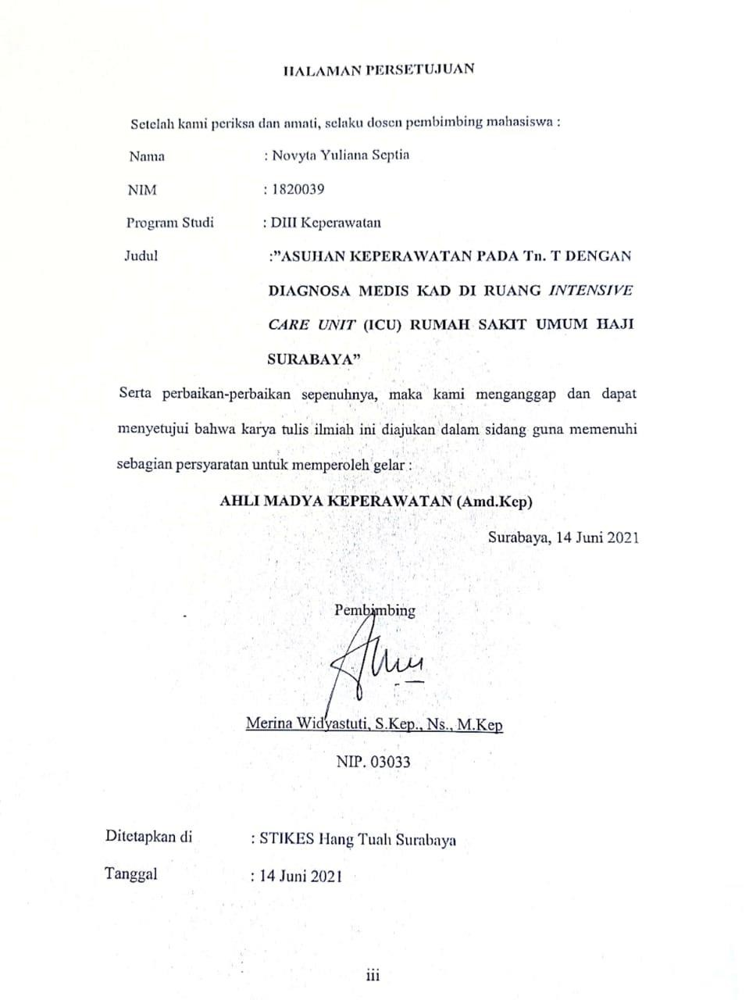 HALAMAN PERSETUJUAN
Setelah kami periksa dan amati, selaku dosen pembimbing mahasiswa :
Nama : Novyta Yuliana Septia
NIM : 1820039
Program Studi : DIII Keperawatan
Judul :”ASUHAN KEPERAWATAN PADA Tn. T DENGAN
DIAGNOSA MEDIS KAD DI RUANG INTENSIVE
CARE UNIT (ICU) RUMAH SAKIT UMUM HAJI
SURABAYA”
Serta perbaikan-perbaikan sepenuhnya, maka kami menganggap dan dapat
menyetujui bahwa karya tulis ilmiah ini diajukan dalam sidang guna memenuhi
sebagian persyaratan untuk memperoleh gelar :
AHLI MADYA KEPERAWATAN (Amd.Kep)
Surabaya, 14 Juni 2021
Pembimbing
Merina Widyastuti, S.Kep., Ns., M.Kep
NIP. 03033
Ditetapkan di : STIKES Hang Tuah Surabaya
Tanggal : 14 Juni 2021
iii